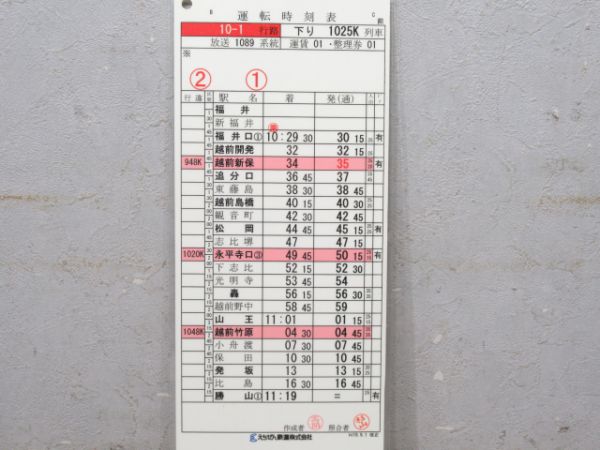 運転時刻表
10-1 行路 下り 1025K 列車
放送 1089 系統 運賃 01・整理券 01
② ①
行違 駅名 着 発(通)
福井
新福井
福井口① 10:29 30 30 15 有
越前開発 32 32 15
948K 越前新保 34 35 有
追分口 36 45 37
東藤島 38 30 38 45
越前島橋 40 15 40 30
観音町 42 30 42 45
松岡 44 45 45 15 有
志比堺 47 47 15
1020K 永平寺口③ 49 45 50 15 有
下志比 52 15 52 30
光明寺 53 45 54
轟 56 15 56 30
越前野中 58 45 59
山王 11:01 01 15
1048K 越前竹原 04 30 04 45
小舟渡 07 30 07 45
保田 10 30 10 45
発坂 13 13 15
比島 16 30 16 45
勝山① 11:19 = 有
作成者 照合者
えちぜん鉄道株式会社